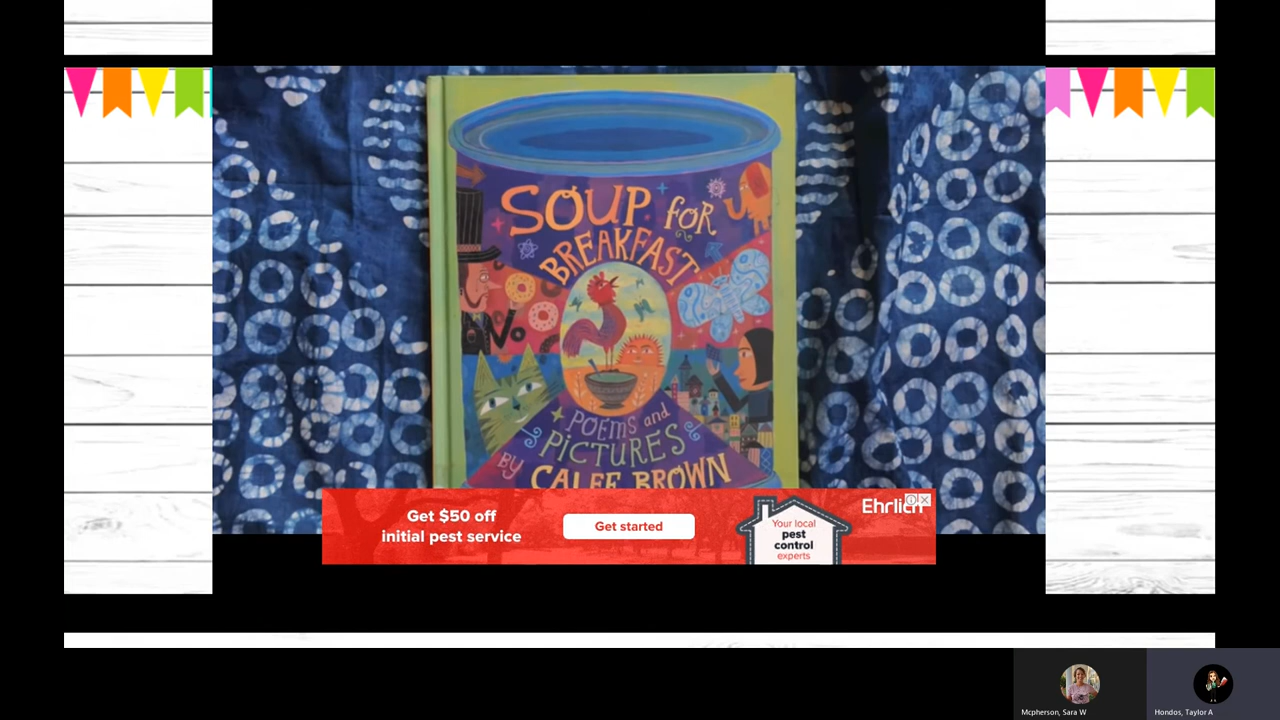 SOUP FOR
BREAKFAST
POEMS and
PICTURES
BY CALEF BROWN
Get $50 off
initial pest service
Get started
Your local
pest
control
experts
Ehrlich
Mcpherson, Sara W
Hondos, Taylor A